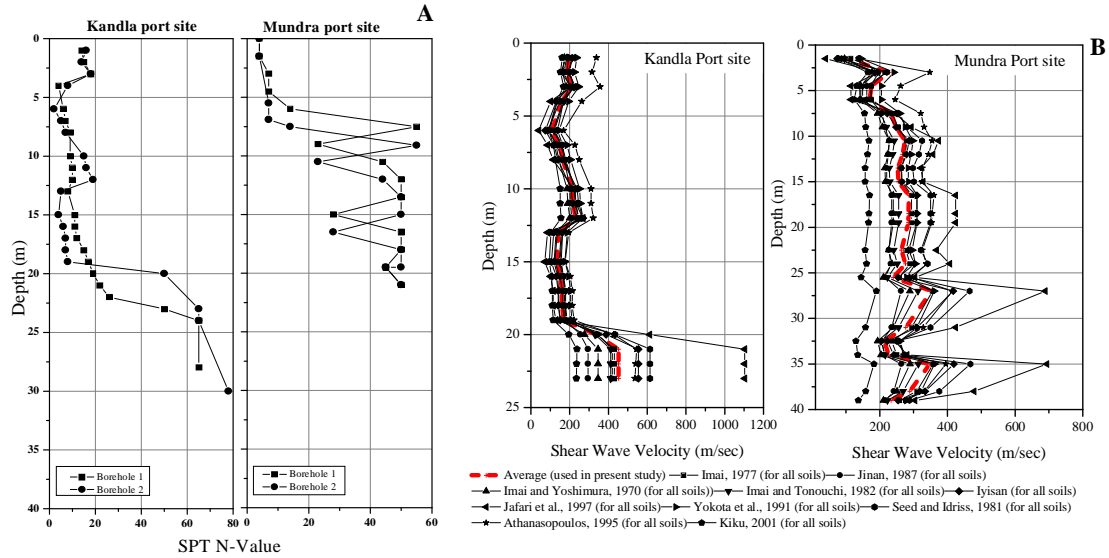 A
Kandla port site
Mundra port site
0
5
10
15
20
25
30
35
40
Depth (m)
Borehole 1
Borehole 2
Borehole 1
Borehole 2
0 20 40 60 80
0 20 40 60
SPT N-Value
B
Kandla Port site
0
5
10
15
20
25
Depth (m)
0 200 400 600 800 1000 1200
Shear Wave Velocity (m/sec)
Mundra Port site
0
5
10
15
20
25
30
35
40
Depth (m)
200 400 600 800
Shear Wave Velocity (m/sec)
Average (used in present study) Imai, 1977 (for all soils) Jinan, 1987 (for all soils)
Imai and Yoshimura, 1970 (for all soils)) Imai and Tonouchi, 1982 (for all soils) Iyisan (for all soils)
Jafari et al., 1997 (for all soils) Yokota et al., 1991 (for all soils) Seed and Idriss, 1981 (for all soils)
Athanasopoulos, 1995 (for all soils) Kiku, 2001 (for all soils)